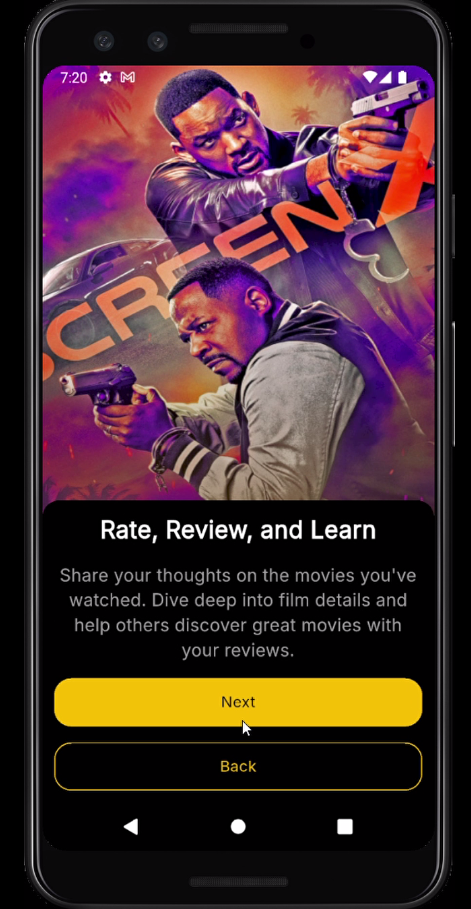 7:20
SCREENX
Rate, Review, and Learn
Share your thoughts on the movies you've
watched. Dive deep into film details and
help others discover great movies with
your reviews.
Next
Back